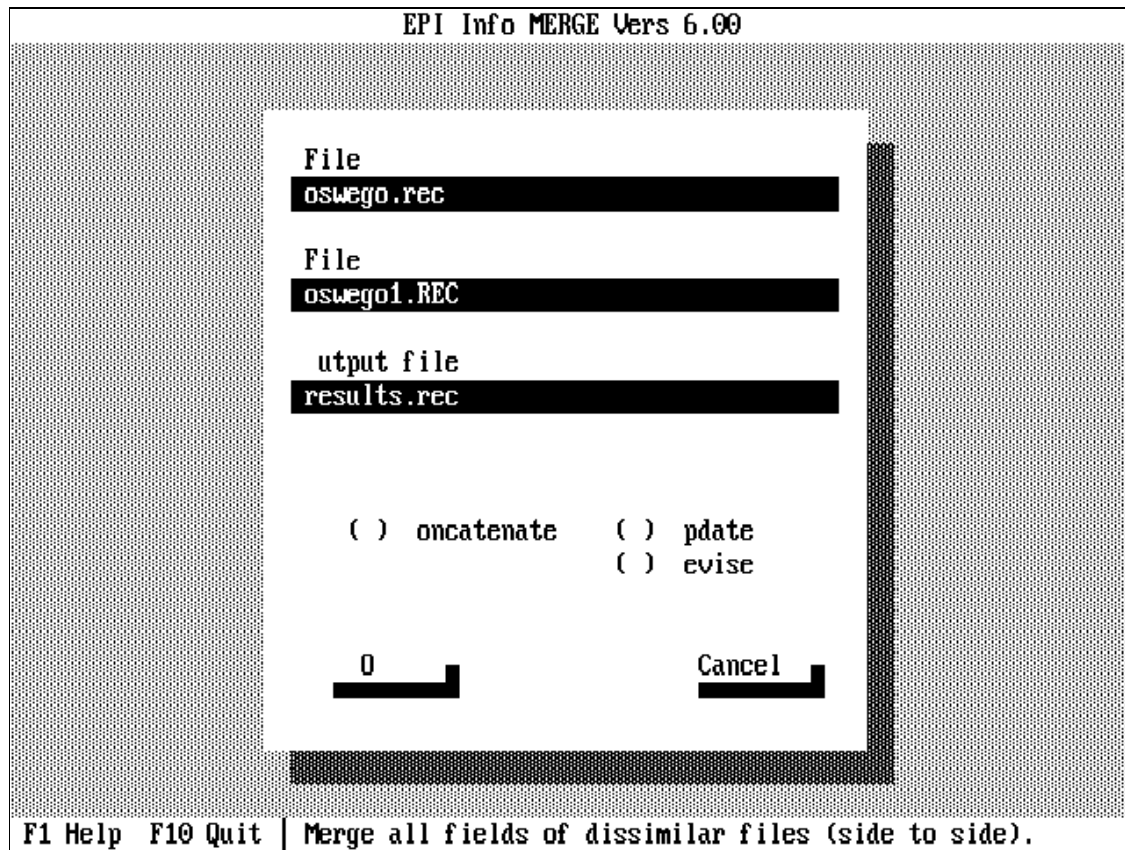 EPI Info MERGE Vers 6.00
File
oswego.rec
File
oswego1.REC
utput file
results.rec
( ) oncatenate ( ) pdate
( ) evise
O Cancel
F1 Help F10 Quit | Merge all fields of dissimilar files (side to side).